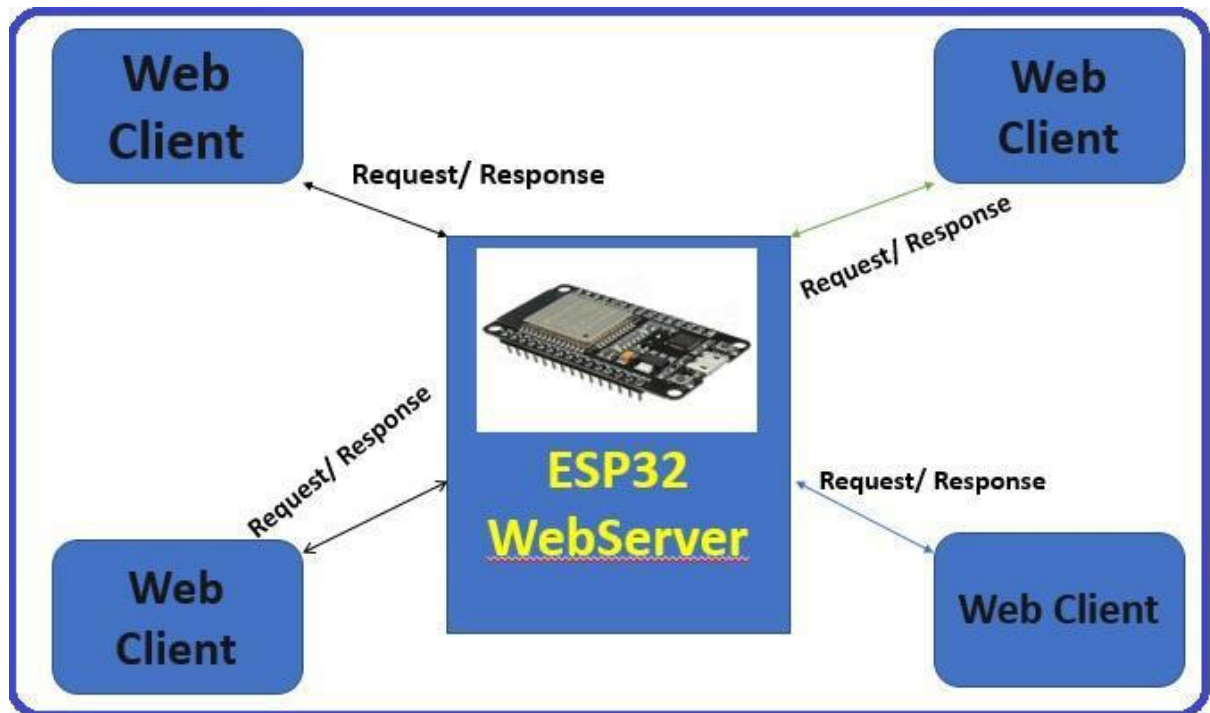 Web
Client
Web
Client
Request/ Response
Request/ Response
ESP32
WebServer
Request/ Response
Request/ Response
Web
Client
Web Client